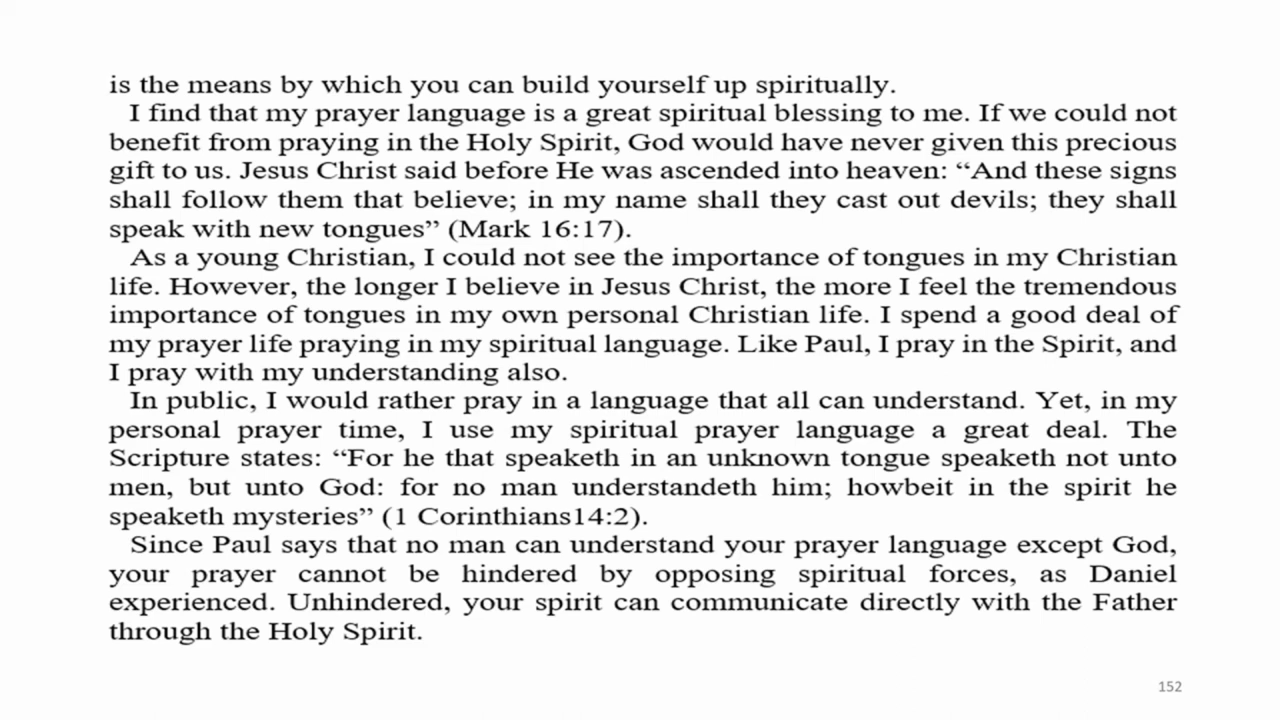 is the means by which you can build yourself up spiritually.
I find that my prayer language is a great spiritual blessing to me. If we could not
benefit from praying in the Holy Spirit, God would have never given this precious
gift to us. Jesus Christ said before He was ascended into heaven: “And these signs
shall follow them that believe; in my name shall they cast out devils; they shall
speak with new tongues” (Mark 16:17).
As a young Christian, I could not see the importance of tongues in my Christian
life. However, the longer I believe in Jesus Christ, the more I feel the tremendous
importance of tongues in my own personal Christian life. I spend a good deal of
my prayer life praying in my spiritual language. Like Paul, I pray in the Spirit, and
I pray with my understanding also.
In public, I would rather pray in a language that all can understand. Yet, in my
personal prayer time, I use my spiritual prayer language a great deal. The
Scripture states: “For he that speaketh in an unknown tongue speaketh not unto
men, but unto God: for no man understandeth him; howbeit in the spirit he
speaketh mysteries” (1 Corinthians14:2).
Since Paul says that no man can understand your prayer language except God,
your prayer cannot be hindered by opposing spiritual forces, as Daniel
experienced. Unhindered, your spirit can communicate directly with the Father
through the Holy Spirit.
152